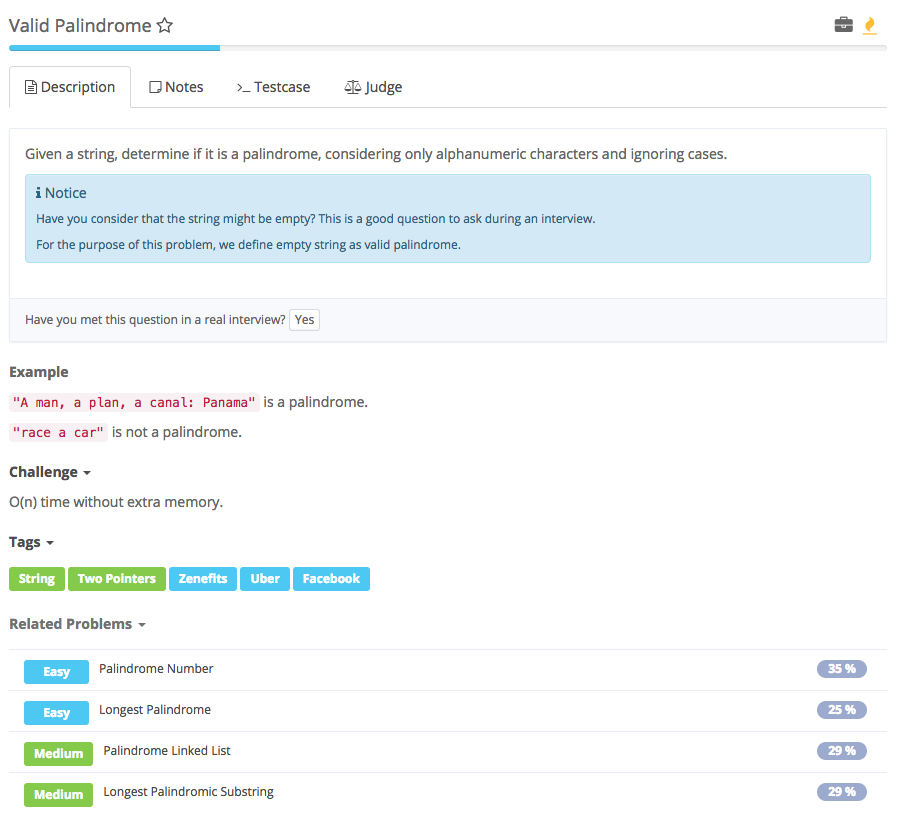 Valid Palindrome
Description
Notes
Testcase
Judge
Given a string, determine if it is a palindrome, considering only alphanumeric characters and ignoring cases.
Notice
Have you consider that the string might be empty? This is a good question to ask during an interview.
For the purpose of this problem, we define empty string as valid palindrome.
Have you met this question in a real interview? Yes
Example
"A man, a plan, a canal: Panama" is a palindrome.
"race a car" is not a palindrome.
Challenge
O(n) time without extra memory.
Tags
String Two Pointers Zenefits Uber Facebook
Related Problems
Easy Palindrome Number 35 %
Easy Longest Palindrome 25 %
Medium Palindrome Linked List 29 %
Medium Longest Palindromic Substring 29 %